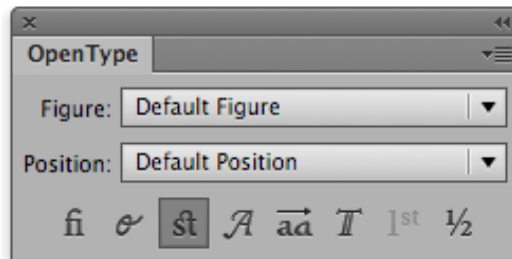 OpenType
Figure: Default Figure
Position: Default Position
fi st A aa T 1st ½